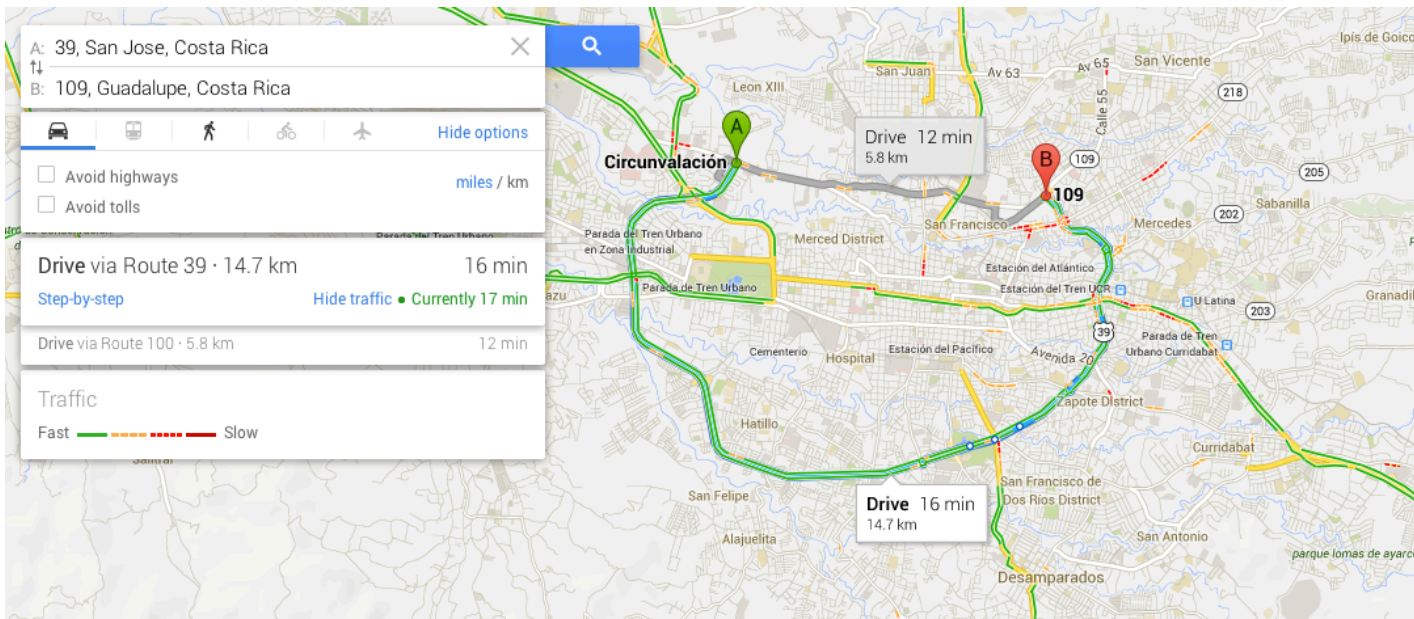 A: 39, San Jose, Costa Rica
B: 109, Guadalupe, Costa Rica
Hide options
Avoid highways
miles / km
Avoid tolls
Drive via Route 39 · 14.7 km 16 min
Step-by-step Hide traffic • Currently 17 min
Drive via Route 100 · 5.8 km 12 min
Traffic
Fast Slow
Ipís de Goico
Av 65
San Vicente
San Juan
Av 63
Leon XIII
218
Calle 55
A
Drive 12 min
5.8 km
Circunvalación
B
109
205
109
Sabanilla
202
Mercedes
San Francisco
Parada del Tren Urbano
en Zona Industrial
Merced District
Parada del Tren Urbano
Estación del Atlántico
Parada de Tren Urbano
Estación del Tren UCR
U Latina
Granadil
203
39
Parada de Tren
Urbano Curridabat
Cementerio
Hospital
Estación del Pacífico
Avenida 20
Zapote District
Hatillo
Curridabat
San Felipe
San Francisco de
Dos Rios District
Drive 16 min
14.7 km
Alajuelita
San Antonio
parque lomas de ayarco
Desamparados